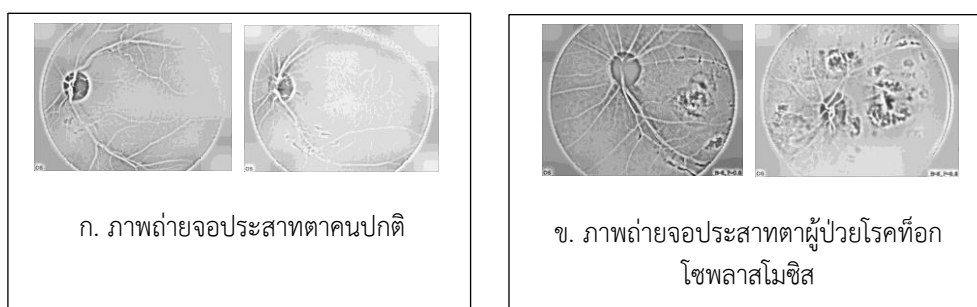 ก. ภาพถ่ายจอประสาทตาคนปกติ
ข. ภาพถ่ายจอประสาทตาผู้ป่วยโรคท็อก
โซพลาสโมซิส